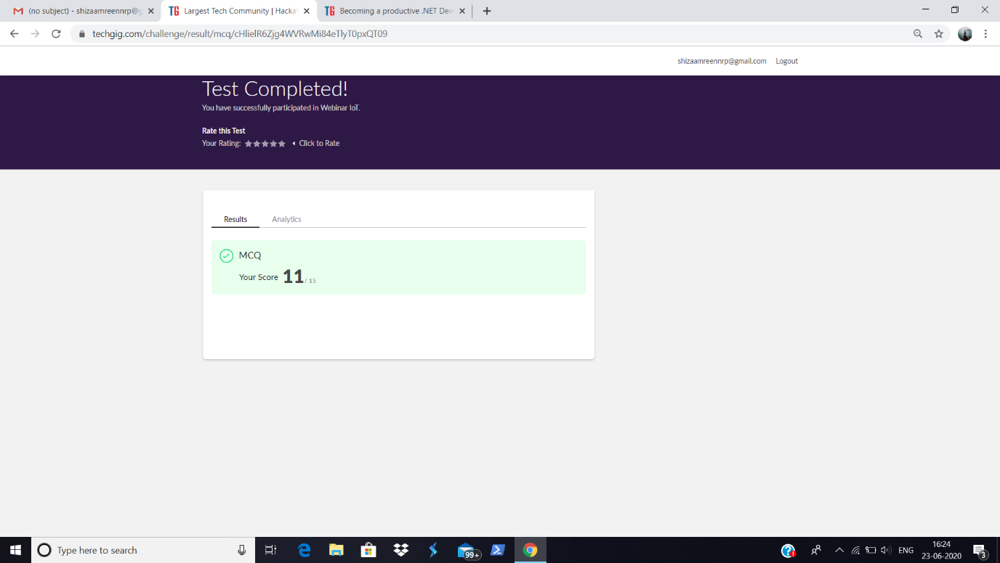 (no subject) - shizaamreennrp@g
TG Largest Tech Community | Hacka
TG Becoming a productive .NET Dev
techgig.com/challenge/result/mcq/cHlielR6Zjg4WVRwMi84eTlyT0pxQT09
shizaamreennrp@gmail.com Logout
Test Completed!
You have successfully participated in Webinar IoT.
Rate this Test
Your Rating: Click to Rate
Results Analytics
MCQ
Your Score 11 / 15
Type here to search
99+
ENG
16:24
23-06-2020
3